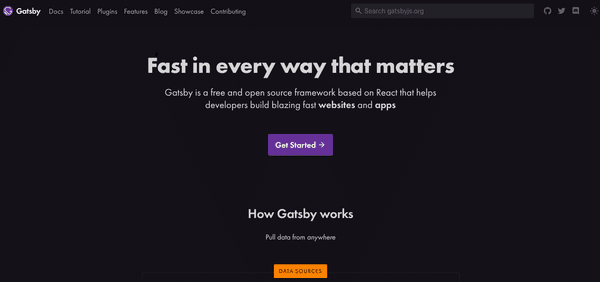 Gatsby Docs Tutorial Plugins Features Blog Showcase Contributing Search gatsbyjs.org
Fast in every way that matters
Gatsby is a free and open source framework based on React that helps
developers build blazing fast websites and apps
Get Started →
How Gatsby works
Pull data from anywhere
DATA SOURCES